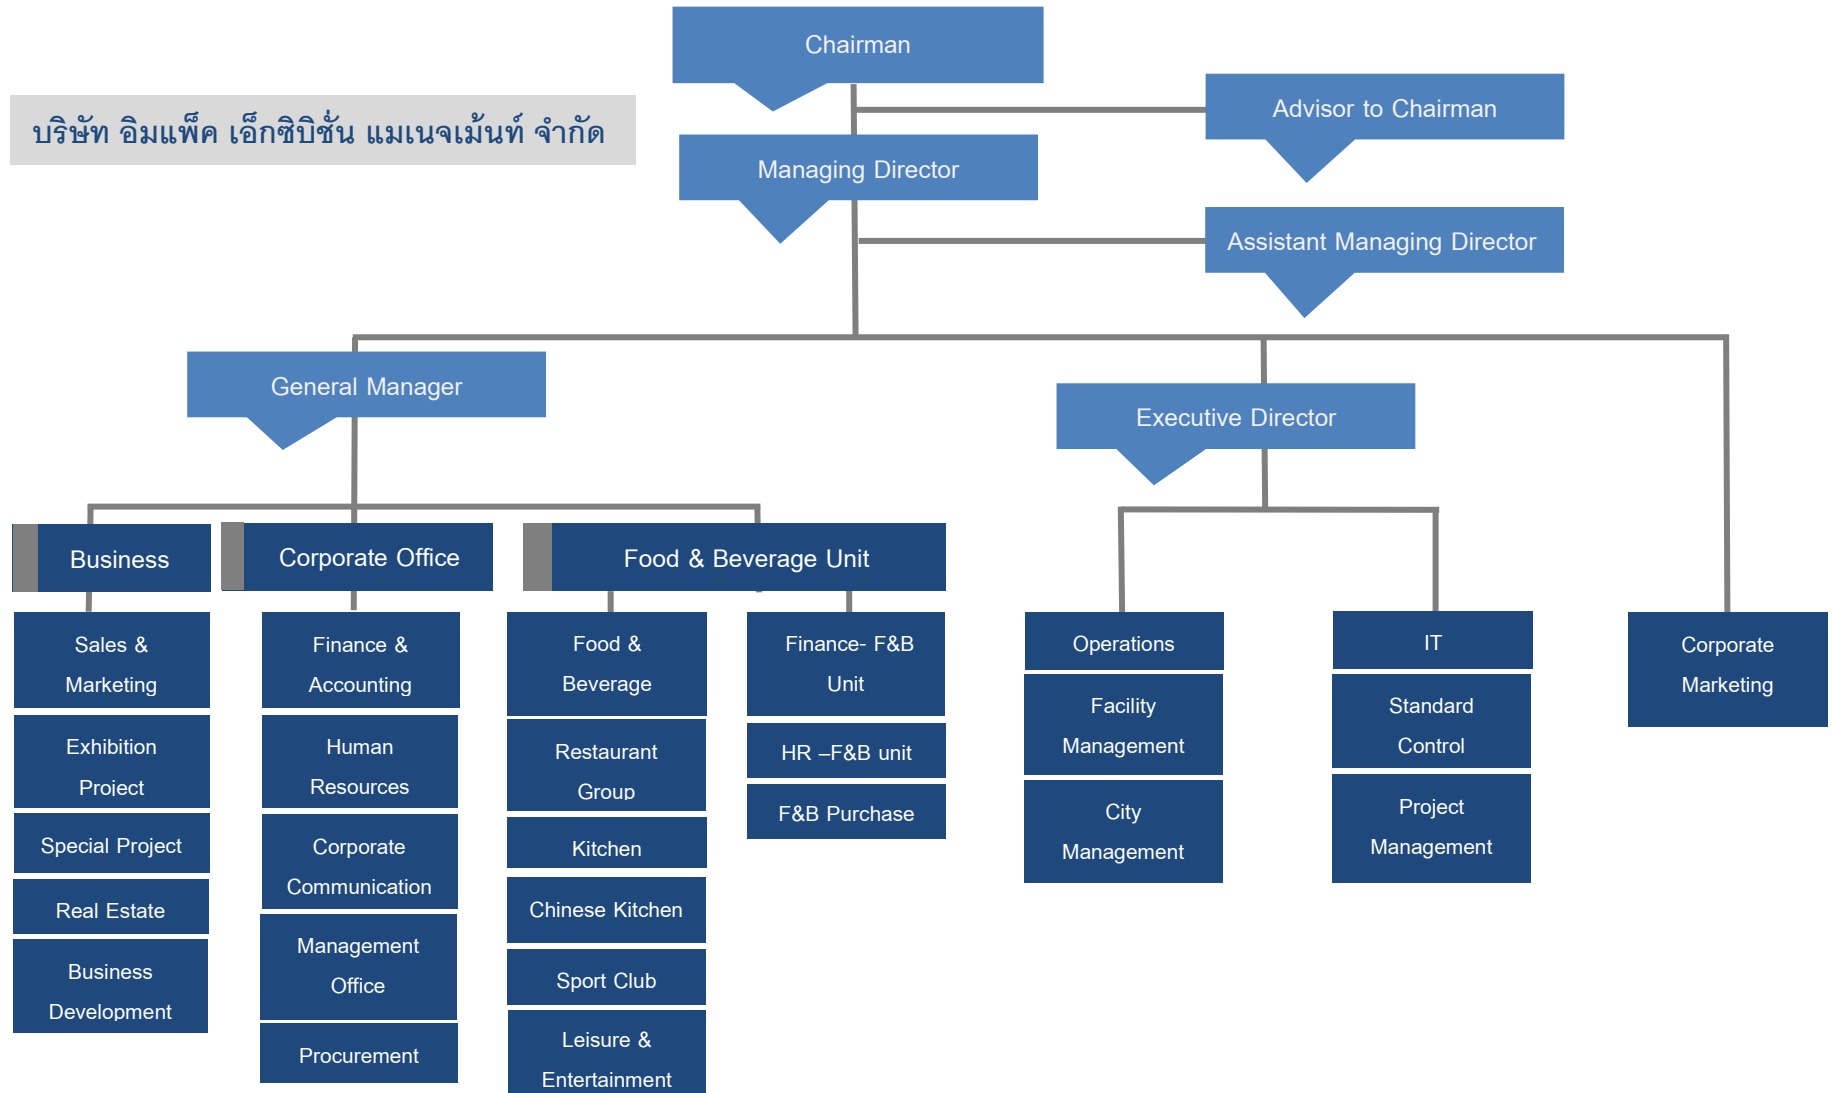 Chairman
บริษัท อิมแพ็ค เอ็กซิบิชั่น แมเนจเม้นท์ จำกัด
Advisor to Chairman
Managing Director
Assistant Managing Director
General Manager
Executive Director
Business
Corporate Office
Food & Beverage Unit
Sales &
Marketing
Exhibition
Project
Special Project
Real Estate
Business
Development
Finance &
Accounting
Human
Resources
Corporate
Communication
Management
Office
Procurement
Food &
Beverage
Restaurant
Group
Kitchen
Chinese Kitchen
Sport Club
Leisure &
Entertainment
Finance- F&B
Unit
HR –F&B unit
F&B Purchase
Operations
Facility
Management
City
Management
IT
Standard
Control
Project
Management
Corporate
Marketing